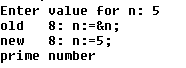 Enter value for n: 5
old   8: n:=&n;
new   8: n:=5;
prime number